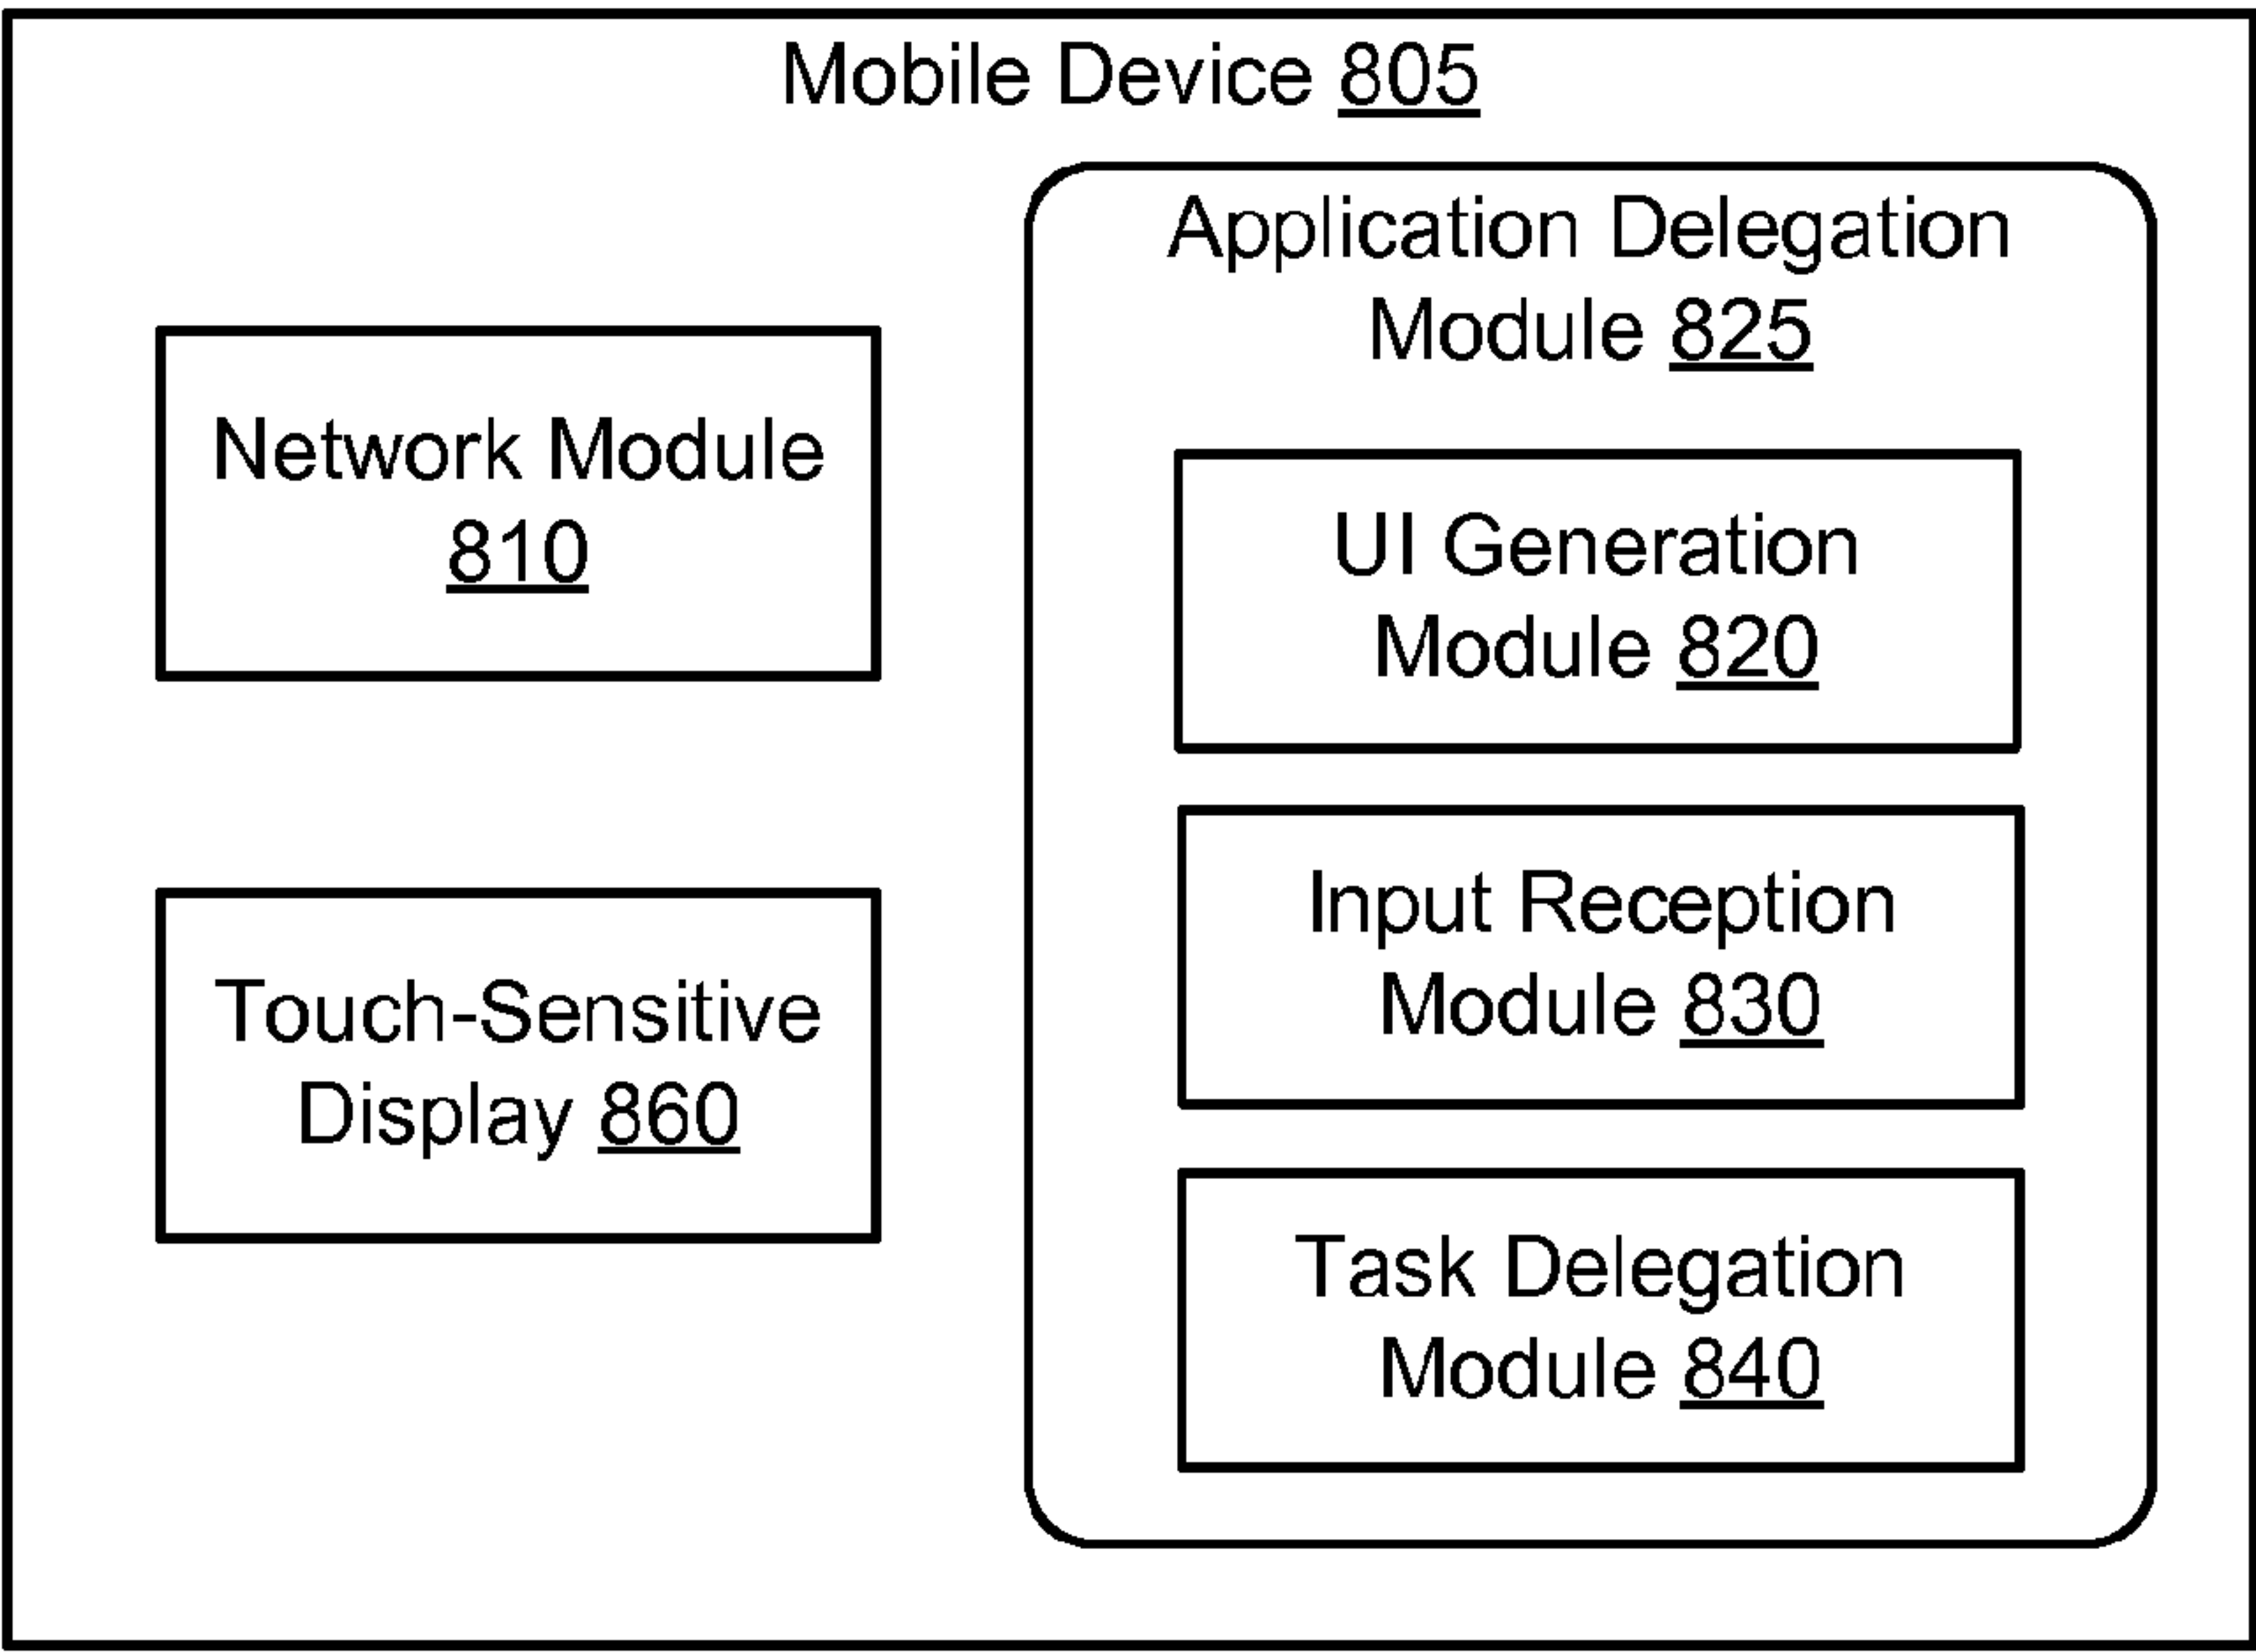 Mobile Device 805
Network Module
810
Touch-Sensitive
Display 860
Application Delegation
Module 825
UI Generation
Module 820
Input Reception
Module 830
Task Delegation
Module 840